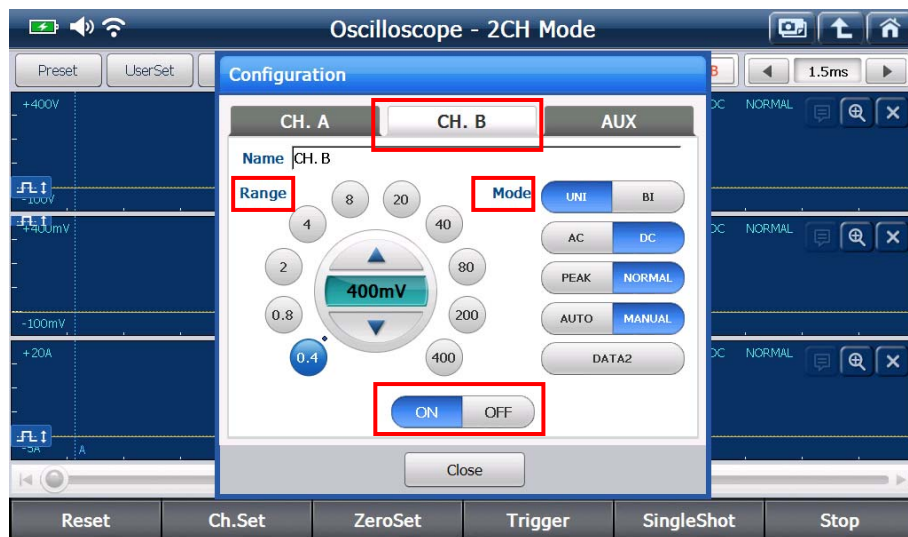 Oscilloscope - 2CH Mode
Preset UserSet B 1.5ms
Configuration
CH. A CH. B AUX
Name CH. B
Range Mode
8 20
4 40
2 80
0.8 200
0.4 400
400mV
UNI BI
AC DC
PEAK NORMAL
AUTO MANUAL
DATA2
ON OFF
Close
+400V DC NORMAL
-100V
+400mV DC NORMAL
-100mV
+20A DC NORMAL
-5A A
Reset Ch.Set ZeroSet Trigger SingleShot Stop